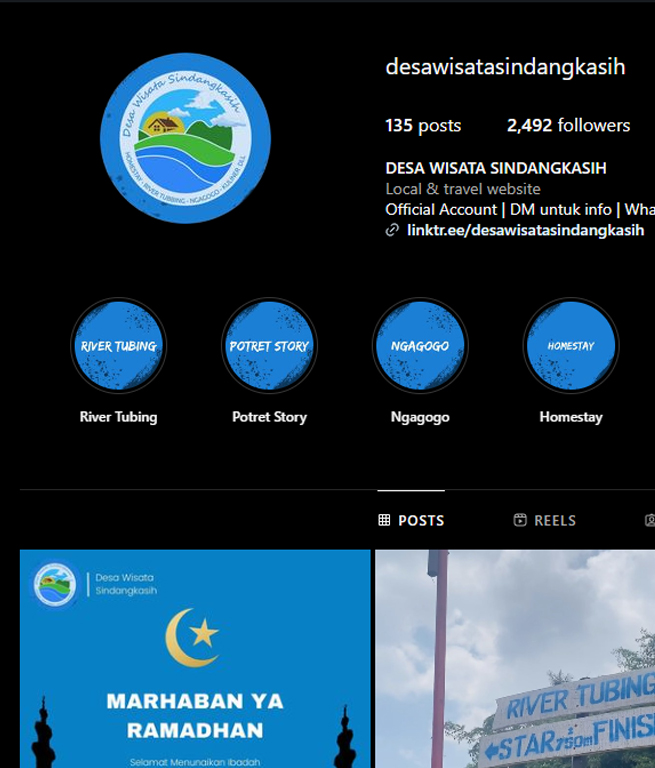 Desa Wisata Sindangkasih
HOMESTAY • RIVER TUBBING • NGAGOGO • KULINER, DLL
desawisatasindangkasih
135 posts 2,492 followers
DESA WISATA SINDANGKASIH
Local & travel website
Official Account | DM untuk info | Wha
linktr.ee/desawisatasindangkasih
RIVER TUBING POTRET STORY NGAGOGO HOMESTAY
River Tubing Potret Story Ngagogo Homestay
POSTS REELS
Desa Wisata
Sindangkasih
MARHABAN YA
RAMADHAN
Selamat Menunaikan Ibadah
RIVER TUBING
STAR 750m FINIS